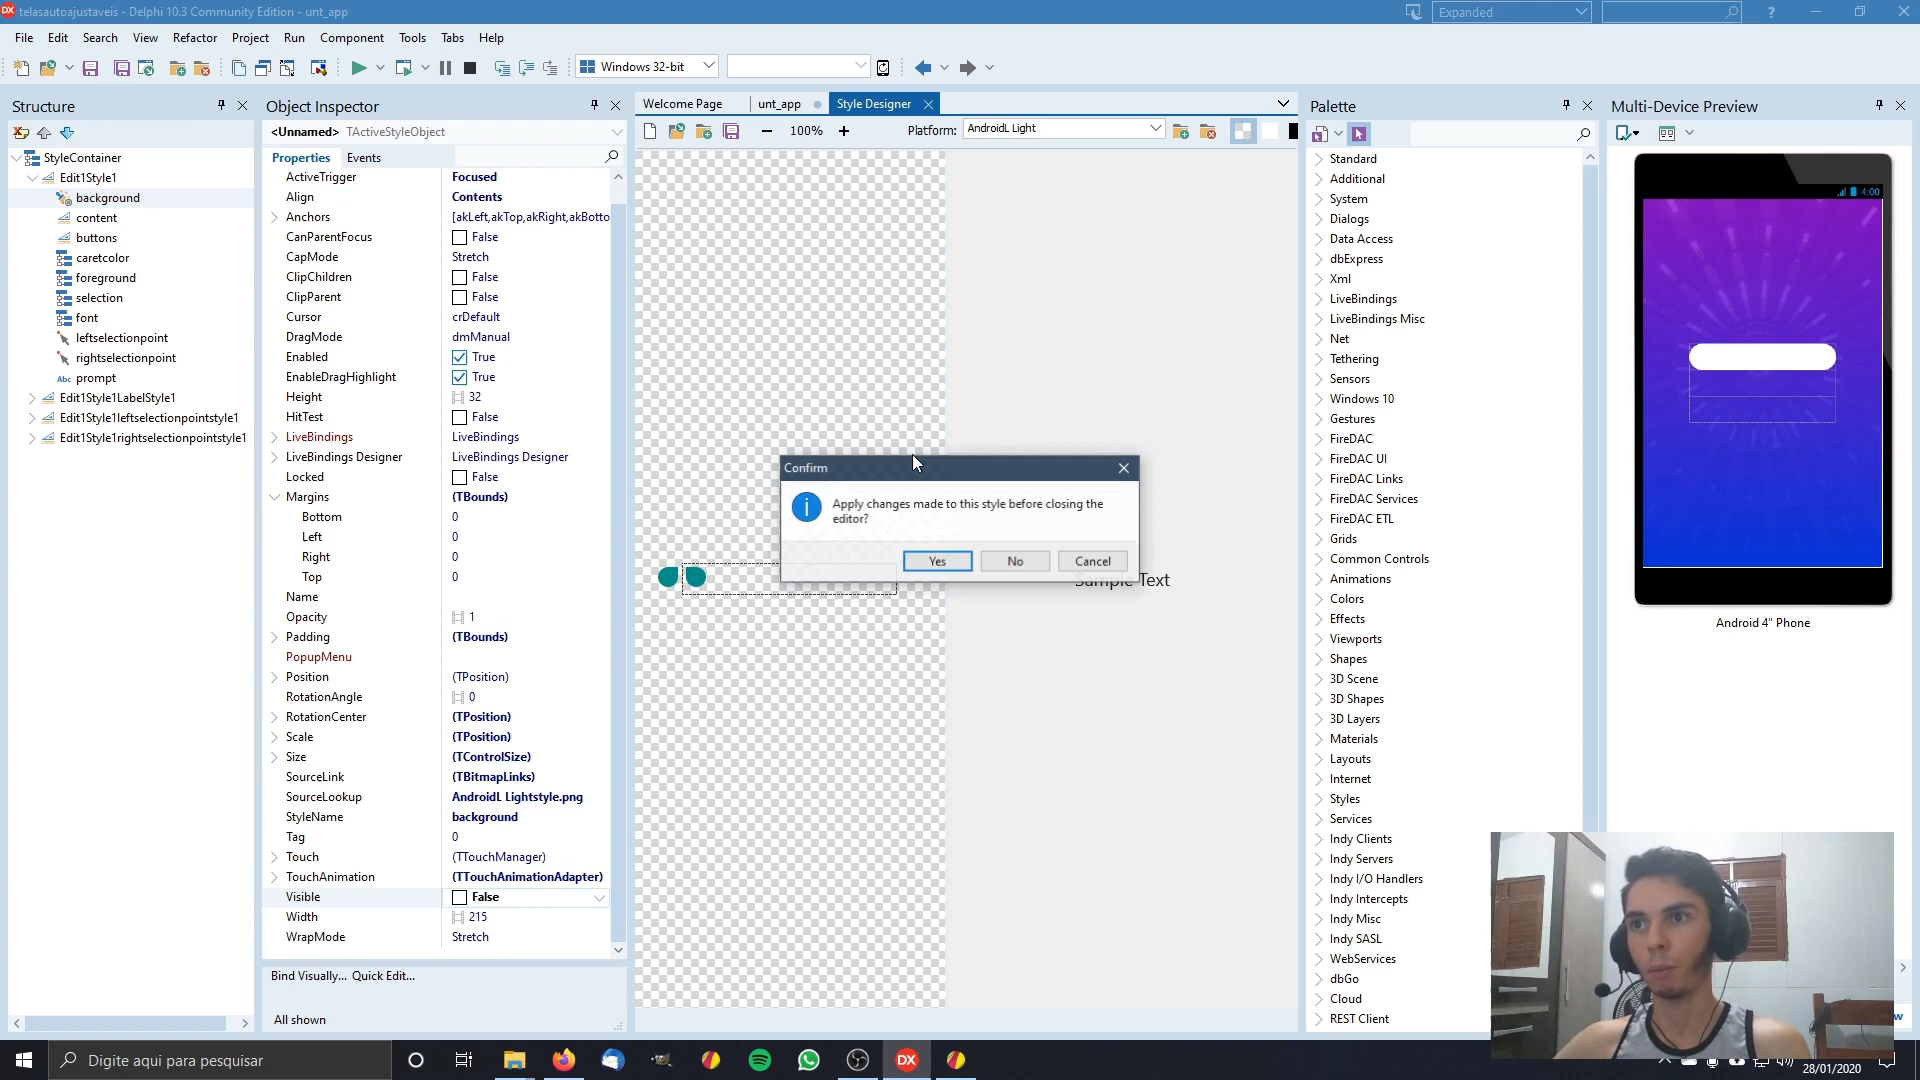 DX telasautoajustaveis - Delphi 10.3 Community Edition - unt_app
Expanded
?
File Edit Search View Refactor Project Run Component Tools Tabs Help
Windows 32-bit
Structure
StyleContainer
Edit1Style1
background
content
buttons
caretcolor
foreground
selection
font
leftselectionpoint
rightselectionpoint
Abc prompt
Edit1Style1LabelStyle1
Edit1Style1leftselectionpointstyle1
Edit1Style1rightselectionpointstyle1
Object Inspector
<Unnamed> TActiveStyleObject
Properties Events
ActiveTrigger Focused
Align Contents
Anchors [akLeft,akTop,akRight,akBotto
CanParentFocus False
CapMode Stretch
ClipChildren False
ClipParent False
Cursor crDefault
DragMode dmManual
Enabled True
EnableDragHighlight True
Height 32
HitTest False
LiveBindings LiveBindings
LiveBindings Designer LiveBindings Designer
Locked False
Margins (TBounds)
Bottom 0
Left 0
Right 0
Top 0
Name
Opacity 1
Padding (TBounds)
PopupMenu
Position (TPosition)
RotationAngle 0
RotationCenter (TPosition)
Scale (TPosition)
Size (TControlSize)
SourceLink (TBitmapLinks)
SourceLookup AndroidL Lightstyle.png
StyleName background
Tag 0
Touch (TTouchManager)
TouchAnimation (TTouchAnimationAdapter)
Visible False
Width 215
WrapMode Stretch
Bind Visually... Quick Edit...
All shown
Welcome Page unt_app Style Designer
100% Platform: AndroidL Light
Confirm
Apply changes made to this style before closing the
editor?
Yes No Cancel
Sample Text
Palette
Standard
Additional
System
Dialogs
Data Access
dbExpress
Xml
LiveBindings
LiveBindings Misc
Net
Tethering
Sensors
Windows 10
Gestures
FireDAC
FireDAC UI
FireDAC Links
FireDAC Services
FireDAC ETL
Grids
Common Controls
Animations
Colors
Effects
Viewports
Shapes
3D Scene
3D Shapes
3D Layers
Materials
Layouts
Internet
Styles
Services
Indy Clients
Indy Servers
Indy I/O Handlers
Indy Intercepts
Indy Misc
Indy SASL
WebServices
dbGo
Cloud
REST Client
Multi-Device Preview
4:00
Android 4" Phone
Digite aqui para pesquisar
DX
28/01/2020